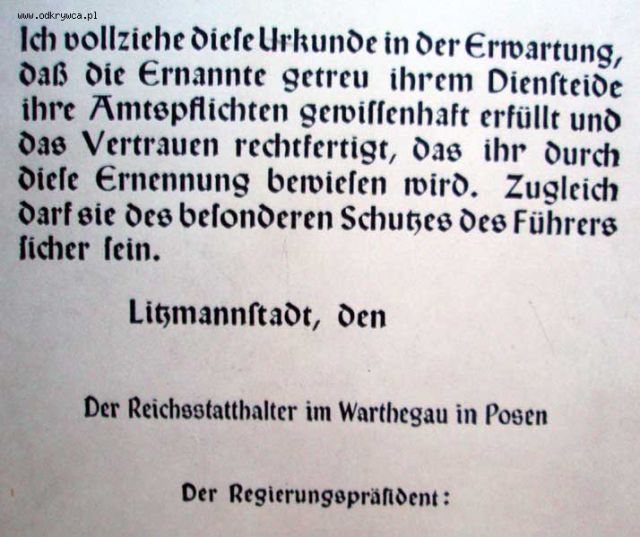 www.odkrywca.pl
Ich vollziehe dieſe Urkunde in der Erwartung,
daß die Ernannte getreu ihrem Dienſteide
ihre Amtspflichten gewiſſenhaft erfüllt und
das Vertrauen rechtfertigt, das ihr durch
dieſe Ernennung bewieſen wird. Zugleich
darf sie des beſonderen Schutzes des Führers
ſicher ſein.
Litzmannſtadt, den
Der Reichsstatthalter im Warthegau in Posen
Der Regierungspräſident: